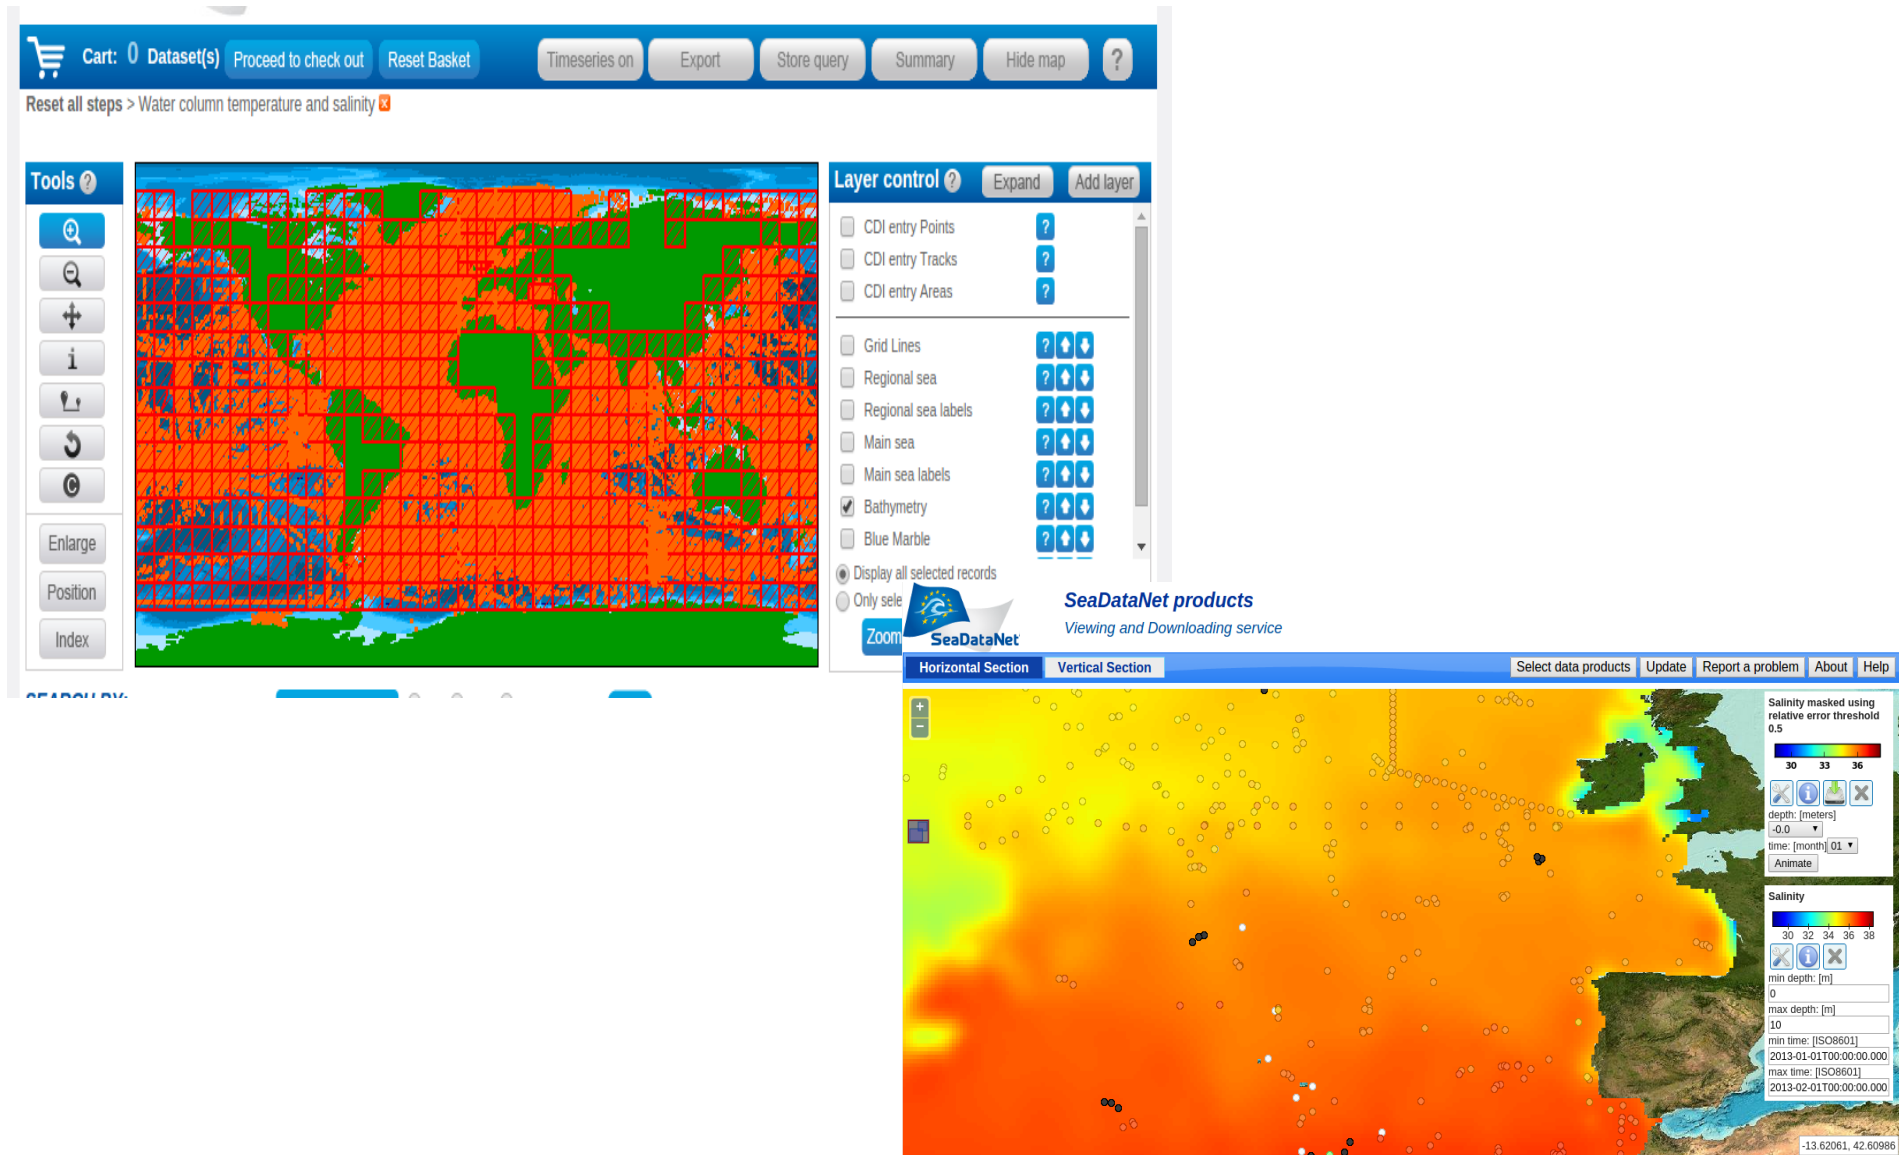 Cart: 0 Dataset(s) Proceed to check out Reset Basket Timeseries on Export Store query Summary Hide map ?
Reset all steps > Water column temperature and salinity x
Tools ?
i
C
Enlarge
Position
Index
Layer control ? Expand Add layer
CDI entry Points ?
CDI entry Tracks ?
CDI entry Areas ?
Grid Lines ?
Regional sea ?
Regional sea labels ?
Main sea ?
Main sea labels ?
Bathymetry ?
Blue Marble ?
Display all selected records
Only sele
Zoom
SEARCH BY:
SeaDataNet
SeaDataNet products
Viewing and Downloading service
Horizontal Section Vertical Section Select data products Update Report a problem About Help
+
−
Salinity masked using
relative error threshold
0.5
30 33 36
i
depth: [meters]
-0.0
time: [month] 01
Animate
Salinity
30 32 34 36 38
i
min depth: [m]
0
max depth: [m]
10
min time: [ISO8601]
2013-01-01T00:00:00.000
max time: [ISO8601]
2013-02-01T00:00:00.000
-13.62061, 42.60986